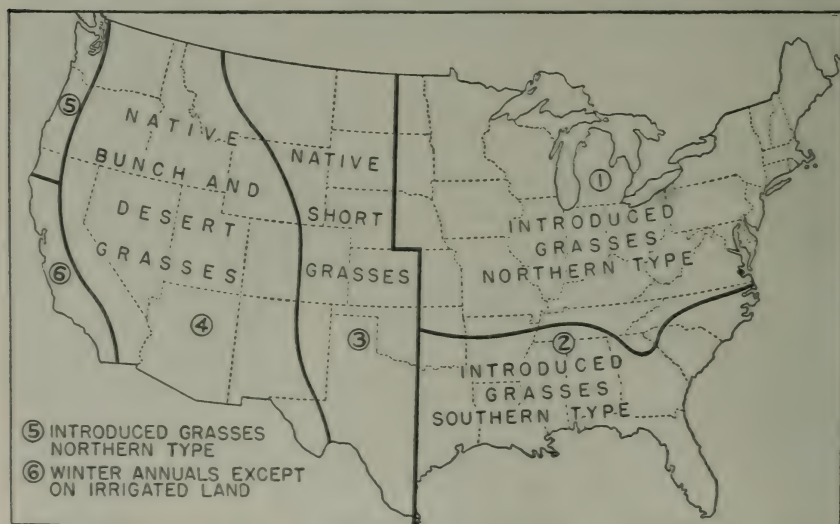 ⑤
NATIVE
BUNCH AND
DESERT
GRASSES
④
⑥
NATIVE
SHORT
GRASSES
③
①
INTRODUCED
GRASSES
NORTHERN TYPE
②
INTRODUCED
GRASSES
SOUTHERN TYPE
⑤ INTRODUCED GRASSES
NORTHERN TYPE
⑥ WINTER ANNUALS EXCEPT
ON IRRIGATED LAND